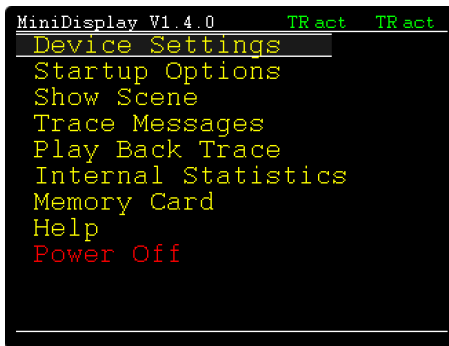 MiniDisplay V1.4.0 TR act TR act
Device Settings
Startup Options
Show Scene
Trace Messages
Play Back Trace
Internal Statistics
Memory Card
Help
Power Off